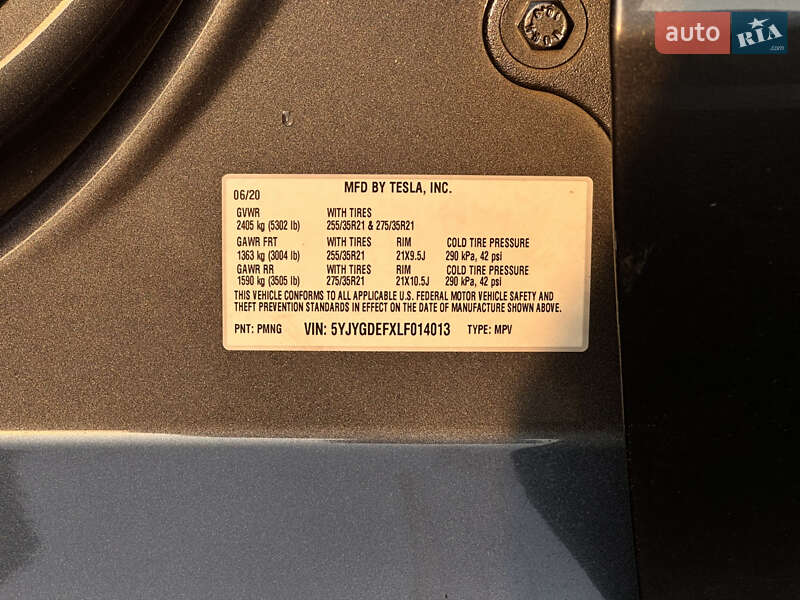 auto RIA
MFD BY TESLA, INC.
06/20
GVWR WITH TIRES
2405 kg (5302 lb) 255/35R21 & 275/35R21
GAWR FRT WITH TIRES RIM COLD TIRE PRESSURE
1363 kg (3004 lb) 255/35R21 21X9.5J 290 kPa, 42 psi
GAWR RR WITH TIRES RIM COLD TIRE PRESSURE
1590 kg (3505 lb) 275/35R21 21X10.5J 290 kPa, 42 psi
THIS VEHICLE CONFORMS TO ALL APPLICABLE U.S. FEDERAL MOTOR VEHICLE SAFETY AND
THEFT PREVENTION STANDARDS IN EFFECT ON THE DATE OF MANUFACTURE SHOWN ABOVE.
PNT: PMNG VIN: 5YJYGDEFXLF014013 TYPE: MPV